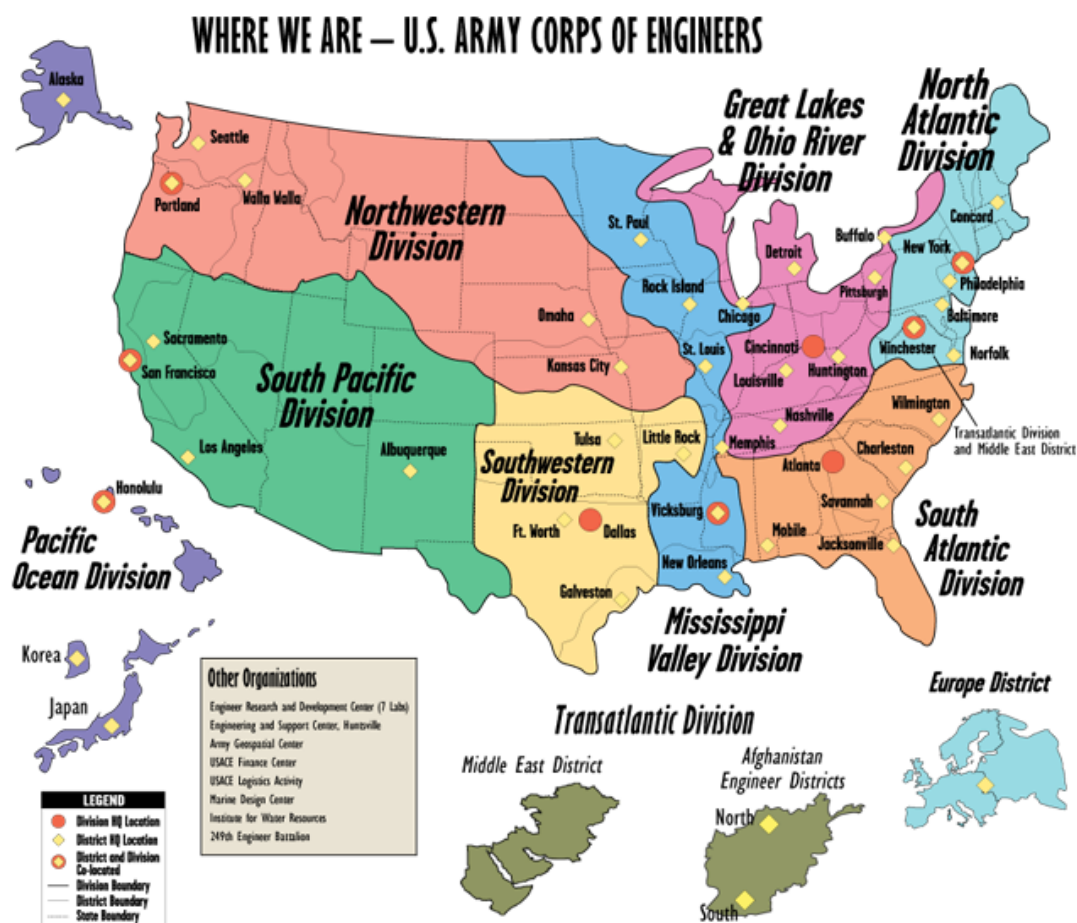 WHERE WE ARE – U.S. ARMY CORPS OF ENGINEERS
Alaska
Great Lakes
& Ohio River
Division
North
Atlantic
Division
Seattle
Portland
Walla Walla
Northwestern
Division
St. Paul
Rock Island
Omaha
Kansas City
Chicago
St. Louis
Detroit
Buffalo
Concord
New York
Pittsburgh
Philadelphia
Baltimore
Cincinnati
Winchester
Norfolk
Louisville
Huntington
Nashville
Memphis
Sacramento
San Francisco
South Pacific
Division
Los Angeles
Albuquerque
Tulsa
Little Rock
Southwestern
Division
Ft. Worth
Dallas
Galveston
Vicksburg
New Orleans
Wilmington
Transatlantic Division
and Middle East District
Charleston
Atlanta
Savannah
Mobile
Jacksonville
South
Atlantic
Division
Mississippi
Valley Division
Hanolulu
Pacific
Ocean Division
Korea
Japan
Other Organizations
Engineer Research and Development Center (7 Labs)
Engineering and Support Center, Huntsville
Army Geospatial Center
USACE Finance Center
USACE Logistics Activity
Marine Design Center
Institute for Water Resources
249th Engineer Battalion
Transatlantic Division
Middle East District
Afghanistan
Engineer Districts
North
South
Europe District
LEGEND
Division HQ Location
District HQ Location
District and Division
Co-located
Division Boundary
District Boundary
State Boundary